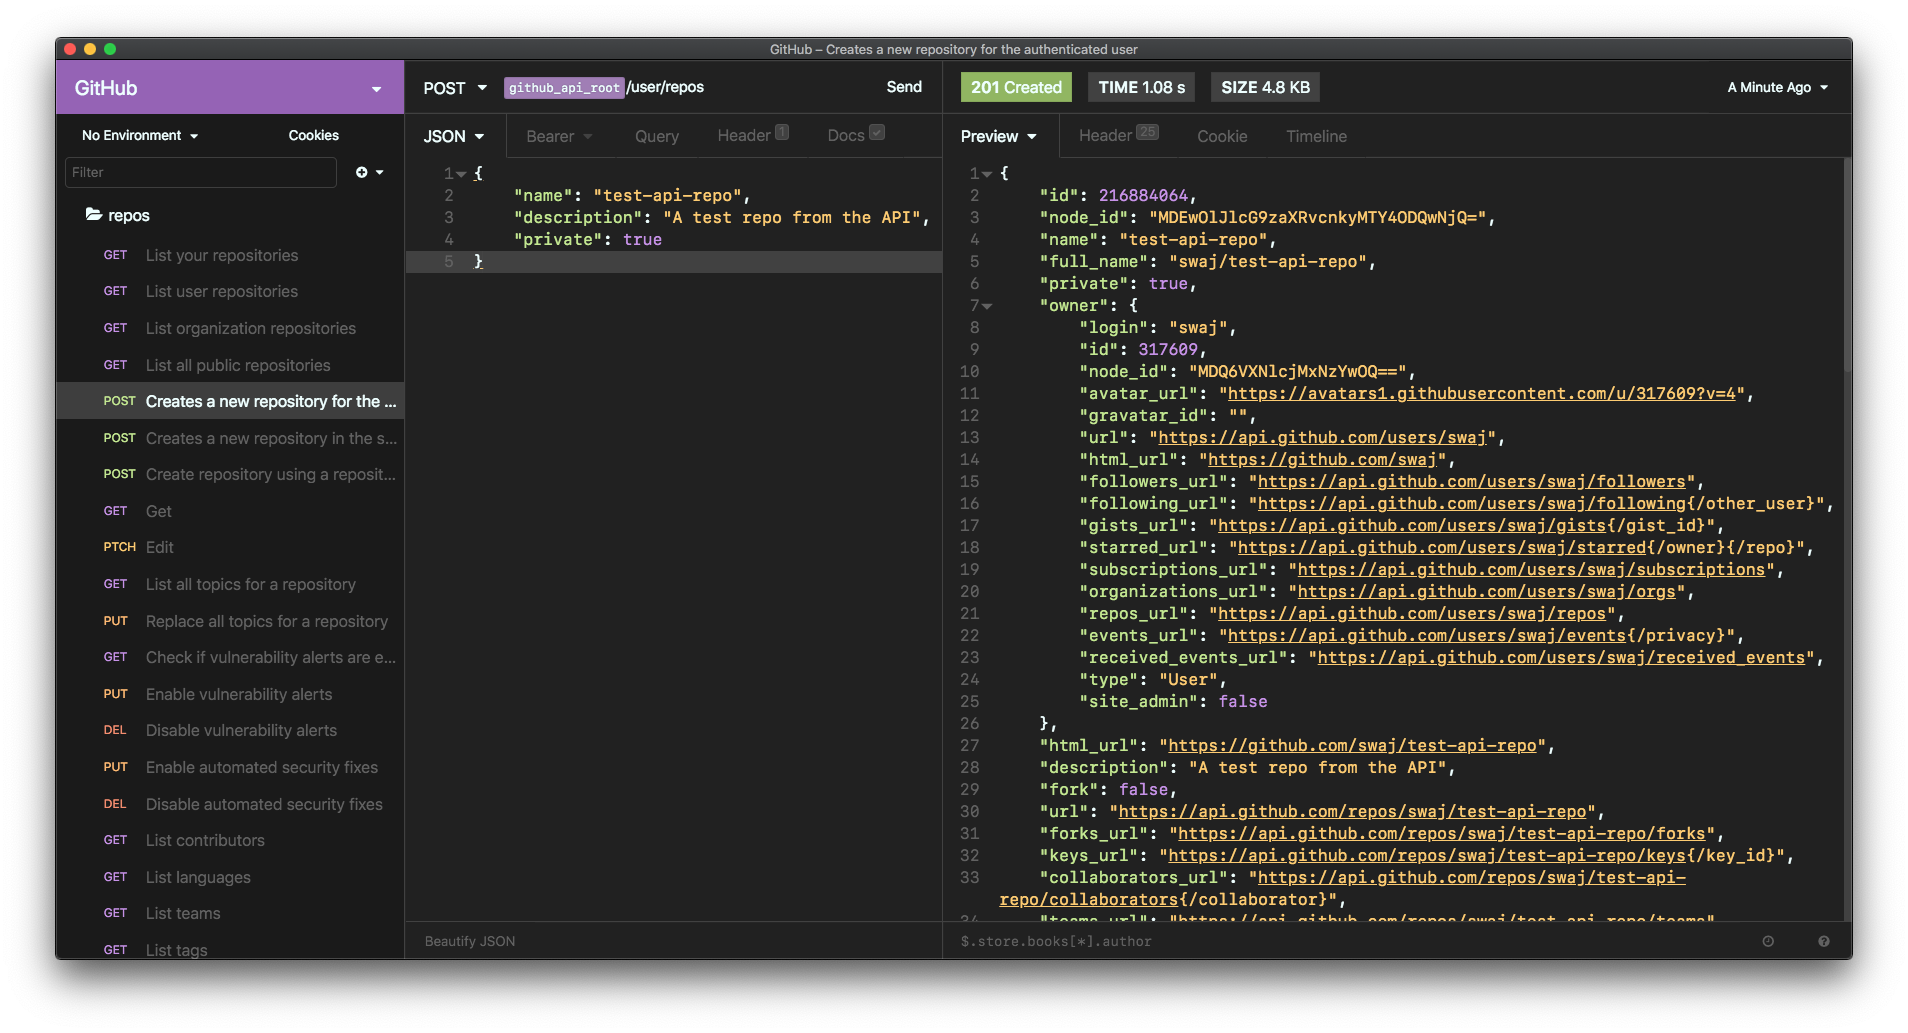 GitHub – Creates a new repository for the authenticated user
GitHub
No Environment
Cookies
Filter
repos
GET List your repositories
GET List user repositories
GET List organization repositories
GET List all public repositories
POST Creates a new repository for the ...
POST Creates a new repository in the s...
POST Create repository using a reposit...
GET Get
PTCH Edit
GET List all topics for a repository
PUT Replace all topics for a repository
GET Check if vulnerability alerts are e...
PUT Enable vulnerability alerts
DEL Disable vulnerability alerts
PUT Enable automated security fixes
DEL Disable automated security fixes
GET List contributors
GET List languages
GET List teams
GET List tags
POST github_api_root/user/repos Send
JSON Bearer Query Header 1 Docs
1 {
2 "name": "test-api-repo",
3 "description": "A test repo from the API",
4 "private": true
5 }
Beautify JSON
201 Created TIME 1.08 s SIZE 4.8 KB A Minute Ago
Preview Header 25 Cookie Timeline
1 {
2 "id": 216884064,
3 "node_id": "MDEwOlJlcG9zaXRvcnkyMTY4ODQwNjQ=",
4 "name": "test-api-repo",
5 "full_name": "swaj/test-api-repo",
6 "private": true,
7 "owner": {
8 "login": "swaj",
9 "id": 317609,
10 "node_id": "MDQ6VXNlcjMxNzYwOQ==",
11 "avatar_url": "https://avatars1.githubusercontent.com/u/317609?v=4",
12 "gravatar_id": "",
13 "url": "https://api.github.com/users/swaj",
14 "html_url": "https://github.com/swaj",
15 "followers_url": "https://api.github.com/users/swaj/followers",
16 "following_url": "https://api.github.com/users/swaj/following{/other_user}",
17 "gists_url": "https://api.github.com/users/swaj/gists{/gist_id}",
18 "starred_url": "https://api.github.com/users/swaj/starred{/owner}{/repo}",
19 "subscriptions_url": "https://api.github.com/users/swaj/subscriptions",
20 "organizations_url": "https://api.github.com/users/swaj/orgs",
21 "repos_url": "https://api.github.com/users/swaj/repos",
22 "events_url": "https://api.github.com/users/swaj/events{/privacy}",
23 "received_events_url": "https://api.github.com/users/swaj/received_events",
24 "type": "User",
25 "site_admin": false
26 },
27 "html_url": "https://github.com/swaj/test-api-repo",
28 "description": "A test repo from the API",
29 "fork": false,
30 "url": "https://api.github.com/repos/swaj/test-api-repo",
31 "forks_url": "https://api.github.com/repos/swaj/test-api-repo/forks",
32 "keys_url": "https://api.github.com/repos/swaj/test-api-repo/keys{/key_id}",
33 "collaborators_url": "https://api.github.com/repos/swaj/test-api-
repo/collaborators{/collaborator}",
34 "teams_url": "https://api.github.com/repos/swaj/test-api-repo/teams"
$.store.books[*].author